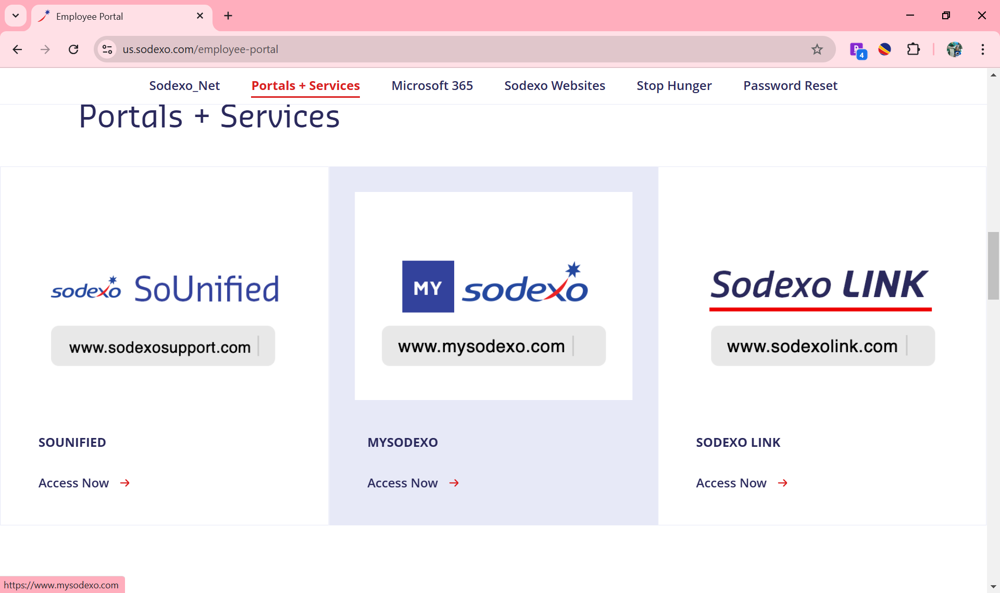 Employee Portal
us.sodexo.com/employee-portal
4
Sodexo_Net Portals + Services Microsoft 365 Sodexo Websites Stop Hunger Password Reset
Portals + Services
sodexo SoUnified
www.sodexosupport.com
MY sodexo
www.mysodexo.com
Sodexo LINK
www.sodexolink.com
SOUNIFIED
Access Now
MYSODEXO
Access Now
SODEXO LINK
Access Now
https://www.mysodexo.com